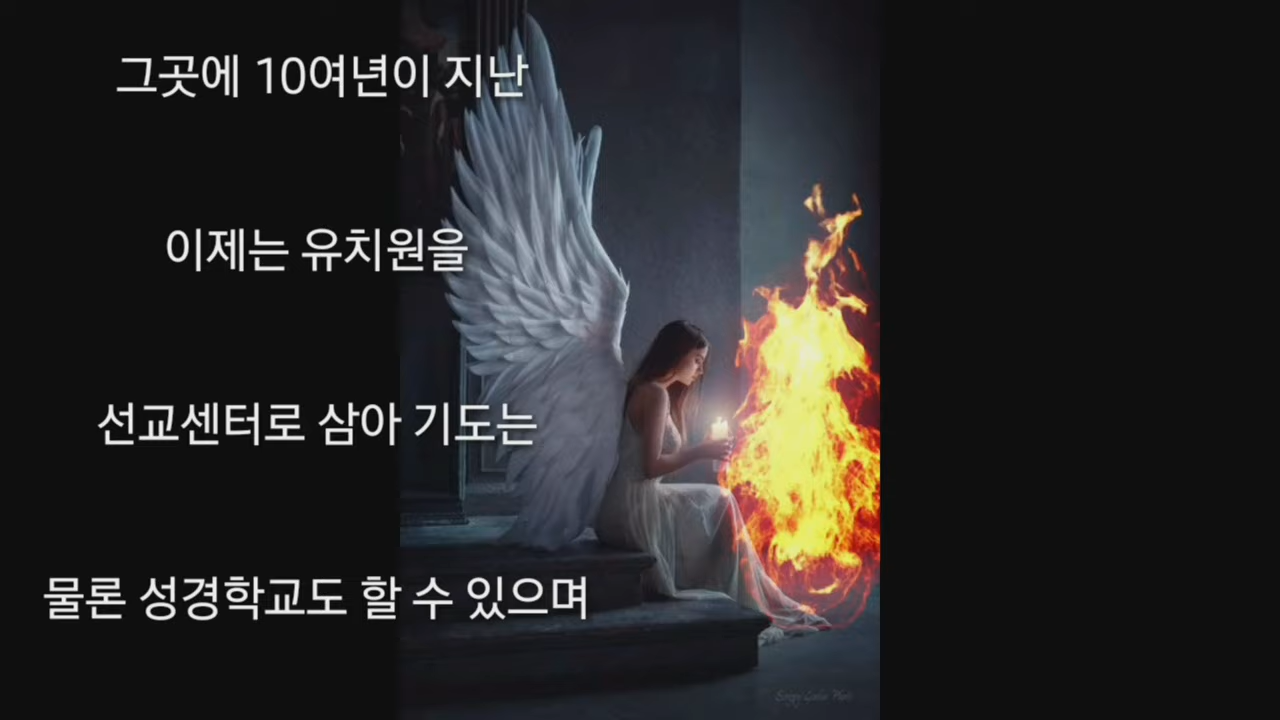 그곳에 10여년이 지난
이제는 유치원을
선교센터로 삼아 기도는
물론 성경학교도 할 수 있으며